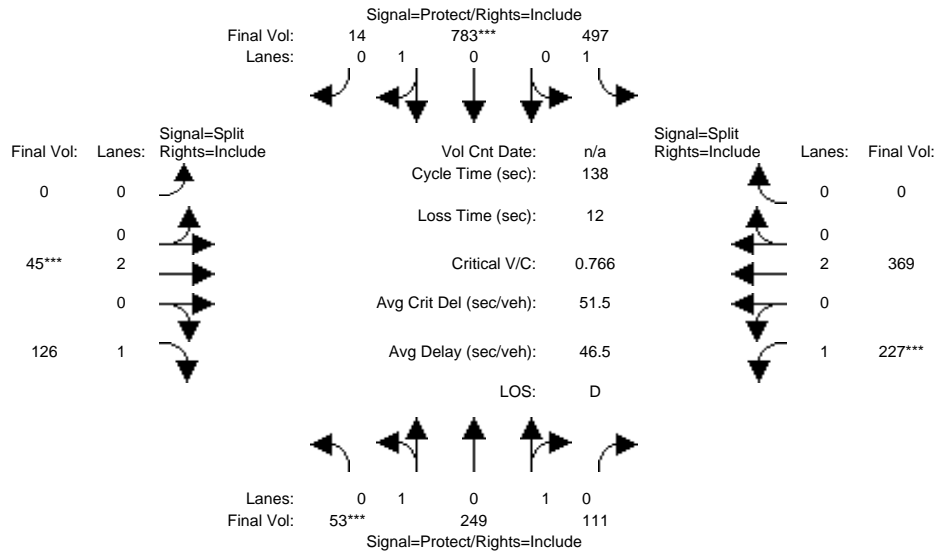 Signal=Protect/Rights=Include
Final Vol: 14 783*** 497
Lanes: 0 1 0 0 1
Signal=Split
Final Vol: Lanes: Rights=Include
Vol Cnt Date: n/a
Signal=Split
Rights=Include Lanes: Final Vol:
Cycle Time (sec): 138
0 0
0 0
Loss Time (sec): 12
0
0
45*** 2
Critical V/C: 0.766
2 369
0
Avg Crit Del (sec/veh): 51.5
0
126 1
Avg Delay (sec/veh): 46.5
1 227***
LOS: D
Lanes: 0 1 0 1 0
Final Vol: 53*** 249 111
Signal=Protect/Rights=Include